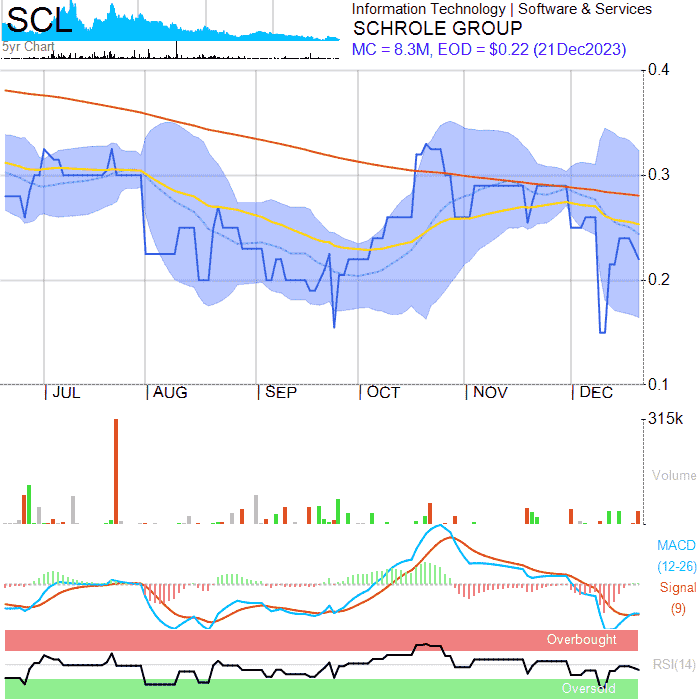 SCL
5yr Chart
Information Technology | Software & Services
SCHROLE GROUP
MC = 8.3M, EOD = $0.22 (21Dec2023)
0.4
0.3
0.2
0.1
JUL AUG SEP OCT NOV DEC
315k
Volume
MACD
(12-26)
Signal
(9)
Overbought
RSI(14)
Oversold